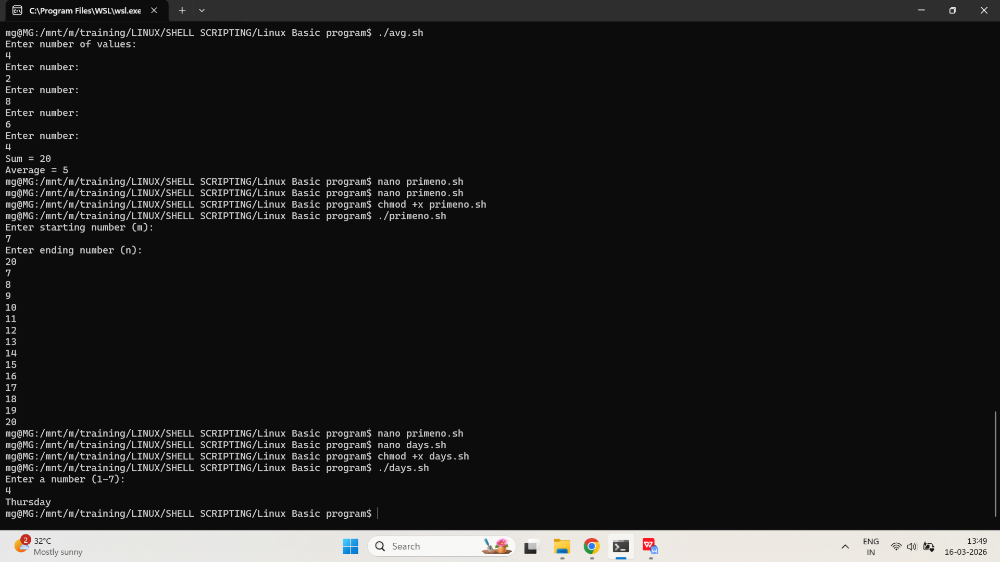 C:\Program Files\WSL\wsl.exe
mg@MG:/mnt/m/training/LINUX/SHELL SCRIPTING/Linux Basic program$ ./avg.sh
Enter number of values:
4
Enter number:
2
Enter number:
8
Enter number:
6
Enter number:
4
Sum = 20
Average = 5
mg@MG:/mnt/m/training/LINUX/SHELL SCRIPTING/Linux Basic program$ nano primeno.sh
mg@MG:/mnt/m/training/LINUX/SHELL SCRIPTING/Linux Basic program$ nano primeno.sh
mg@MG:/mnt/m/training/LINUX/SHELL SCRIPTING/Linux Basic program$ chmod +x primeno.sh
mg@MG:/mnt/m/training/LINUX/SHELL SCRIPTING/Linux Basic program$ ./primeno.sh
Enter starting number (m):
7
Enter ending number (n):
20
7
8
9
10
11
12
13
14
15
16
17
18
19
20
mg@MG:/mnt/m/training/LINUX/SHELL SCRIPTING/Linux Basic program$ nano primeno.sh
mg@MG:/mnt/m/training/LINUX/SHELL SCRIPTING/Linux Basic program$ nano days.sh
mg@MG:/mnt/m/training/LINUX/SHELL SCRIPTING/Linux Basic program$ chmod +x days.sh
mg@MG:/mnt/m/training/LINUX/SHELL SCRIPTING/Linux Basic program$ ./days.sh
Enter a number (1-7):
4
Thursday
mg@MG:/mnt/m/training/LINUX/SHELL SCRIPTING/Linux Basic program$
2
32°C
Mostly sunny
Search
ENG
IN
13:49
16-03-2026